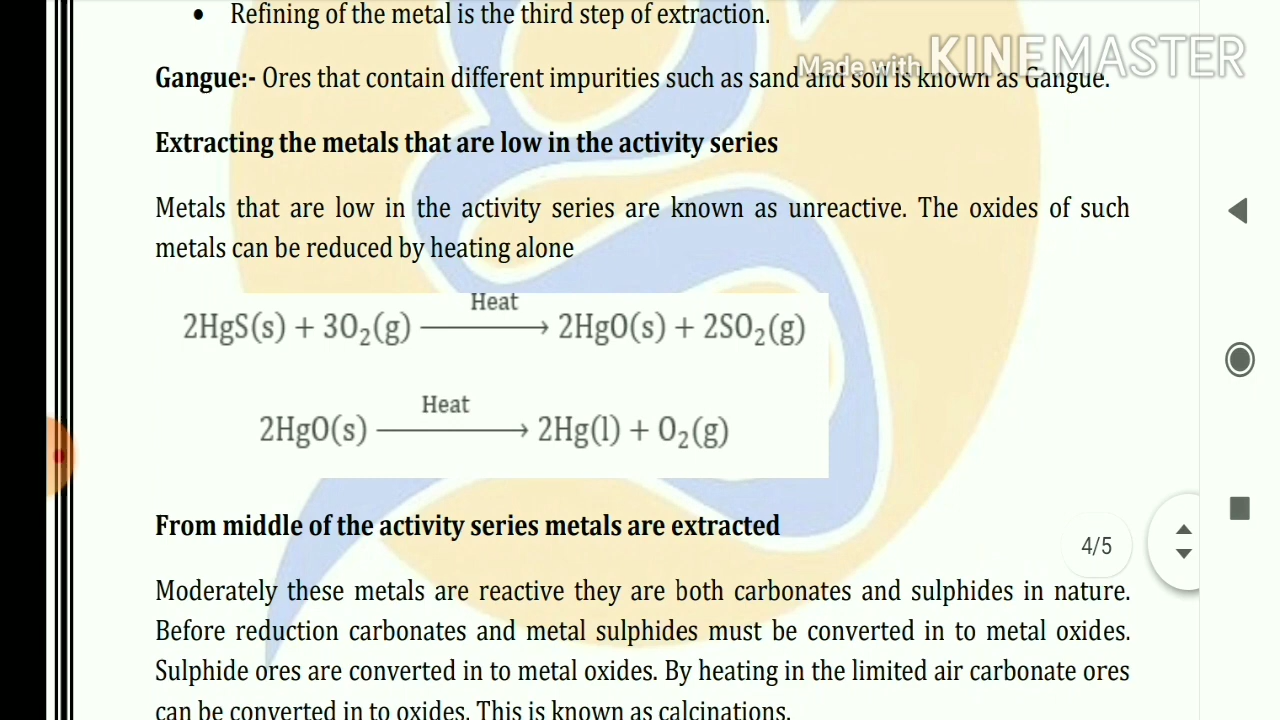 • Refining of the metal is the third step of extraction.
Made with KINEMASTER
Gangue:- Ores that contain different impurities such as sand and soil is known as Gangue.
Extracting the metals that are low in the activity series
Metals that are low in the activity series are known as unreactive. The oxides of such
metals can be reduced by heating alone
Heat
2HgS(s) + 3O₂(g) ⟶ 2HgO(s) + 2SO₂(g)
Heat
2HgO(s) ⟶ 2Hg(l) + O₂(g)
From middle of the activity series metals are extracted
4/5
Moderately these metals are reactive they are both carbonates and sulphides in nature.
Before reduction carbonates and metal sulphides must be converted in to metal oxides.
Sulphide ores are converted in to metal oxides. By heating in the limited air carbonate ores
can be converted in to oxides. This is known as calcinations.